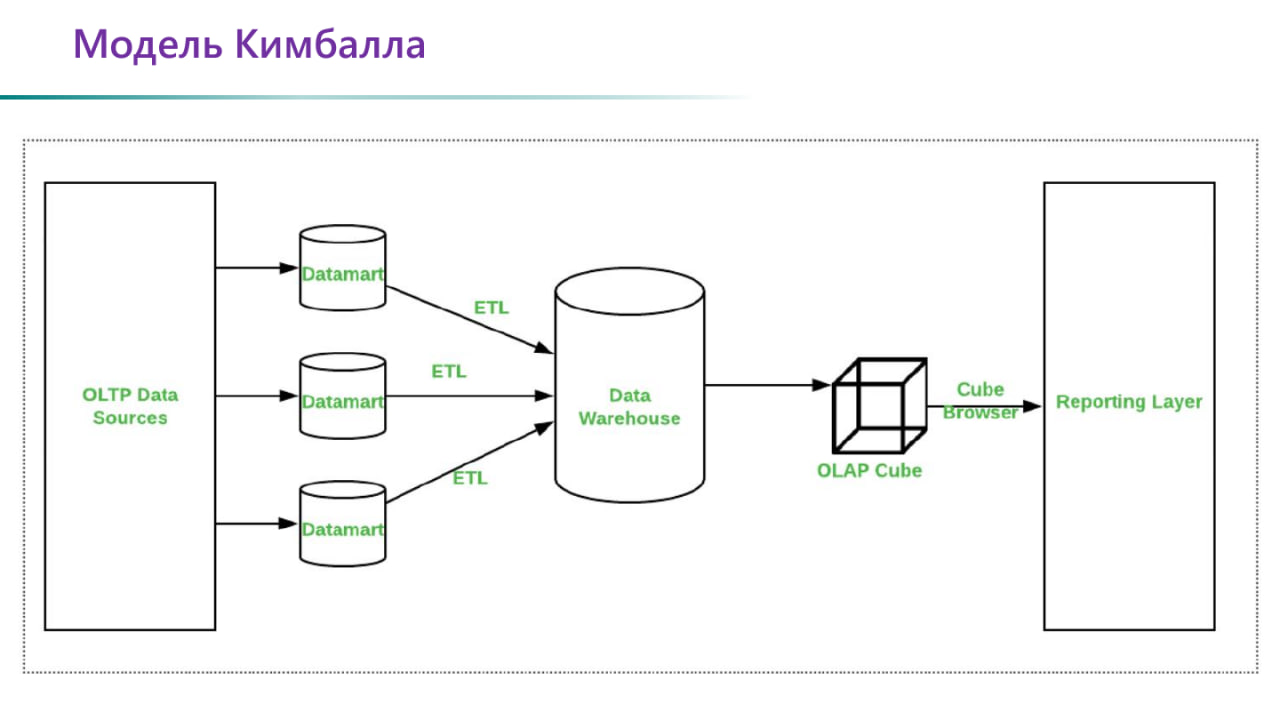 Модель Кимбалла
OLTP Data
Sources
Datamart
Datamart
Datamart
ETL
ETL
ETL
Data
Warehouse
OLAP Cube
Cube
Browser
Reporting Layer